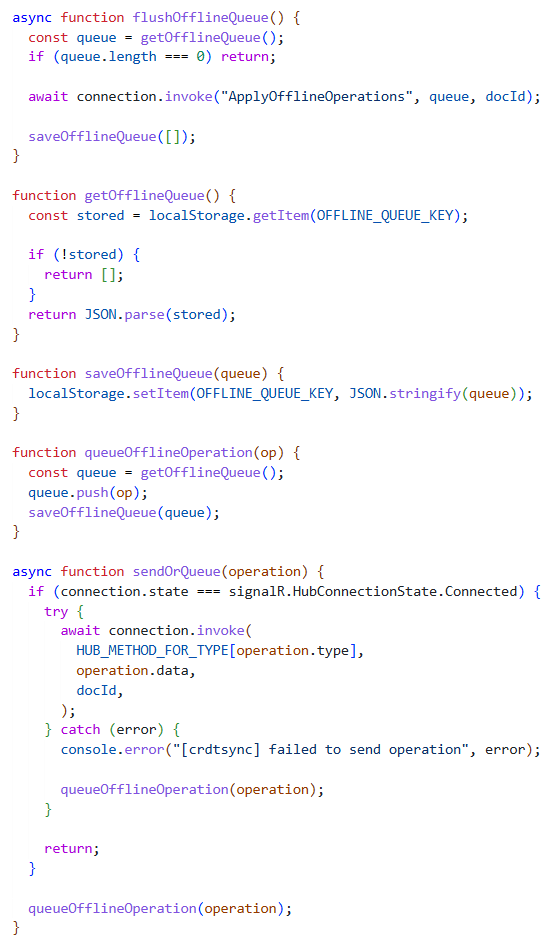 async function flushOfflineQueue() {
  const queue = getOfflineQueue();
  if (queue.length === 0) return;

  await connection.invoke("ApplyOfflineOperations", queue, docId);

  saveOfflineQueue([]);
}

function getOfflineQueue() {
  const stored = localStorage.getItem(OFFLINE_QUEUE_KEY);

  if (!stored) {
    return [];
  }
  return JSON.parse(stored);
}

function saveOfflineQueue(queue) {
  localStorage.setItem(OFFLINE_QUEUE_KEY, JSON.stringify(queue));
}

function queueOfflineOperation(op) {
  const queue = getOfflineQueue();
  queue.push(op);
  saveOfflineQueue(queue);
}

async function sendOrQueue(operation) {
  if (connection.state === signalR.HubConnectionState.Connected) {
    try {
      await connection.invoke(
        HUB_METHOD_FOR_TYPE[operation.type],
        operation.data,
        docId,
      );
    } catch (error) {
      console.error("[crdtsync] failed to send operation", error);

      queueOfflineOperation(operation);
    }

    return;
  }

  queueOfflineOperation(operation);
}